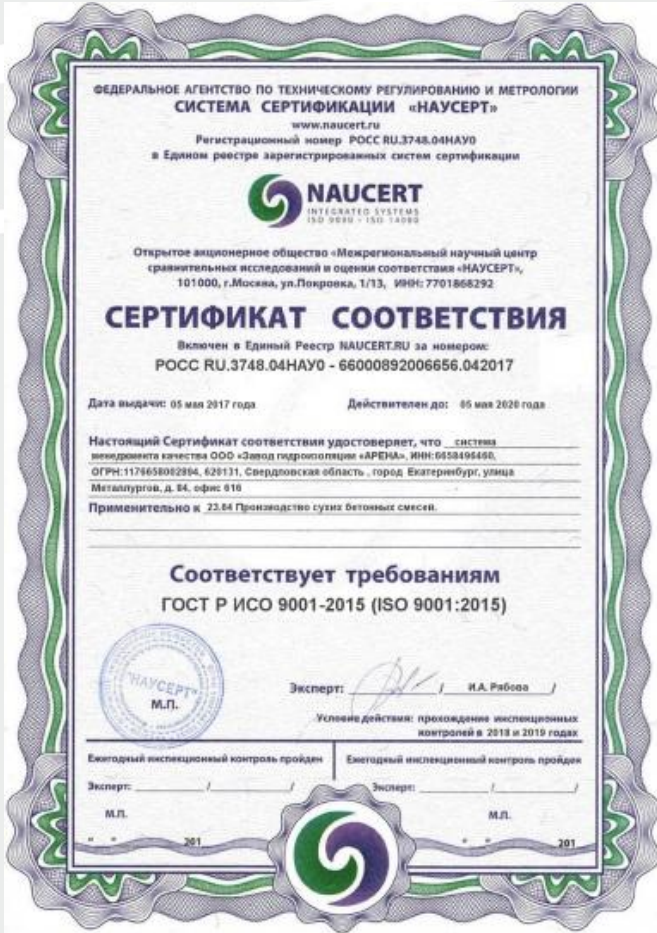 ФЕДЕРАЛЬНОЕ АГЕНТСТВО ПО ТЕХНИЧЕСКОМУ РЕГУЛИРОВАНИЮ И МЕТРОЛОГИИ
СИСТЕМА СЕРТИФИКАЦИИ «НАУСЕРТ»
www.naucert.ru
Регистрационный номер РОСС RU.3748.04НАУ0
в Едином реестре зарегистрированных систем сертификации
NAUCERT
INTEGRATED SYSTEMS
ISO 9000 - ISO 14000
Открытое акционерное общество «Межрегиональный научный центр
сравнительных исследований и оценки соответствия «НАУСЕРТ»,
101000, г.Москва, ул.Покровка, 1/13, ИНН: 7701868292
СЕРТИФИКАТ СООТВЕТСТВИЯ
Включен в Единый Реестр NAUCERT.RU за номером:
РОСС RU.3748.04НАУ0 - 66000892006656.042017
Дата выдачи: 05 мая 2017 года Действителен до: 05 мая 2020 года
Настоящий Сертификат соответствия удостоверяет, что система
менеджмента качества ООО «Завод гидроизоляции «АРЕНА», ИНН:6658496460,
ОГРН:1176658002894, 620131, Свердловская область , город Екатеринбург, улица
Металлургов, д. 84, офис 616
Применительно к 23.64 Производство сухих бетонных смесей.
Соответствует требованиям
ГОСТ Р ИСО 9001-2015 (ISO 9001:2015)
"НАУСЕРТ"
М.П.
Эксперт: / И.А. Рябова /
Условие действия: прохождение инспекционных
контролей в 2018 и 2019 годах
Ежегодный инспекционный контроль пройден Ежегодный инспекционный контроль пройден
Эксперт: / / Эксперт: / /
М.П. М.П.
" " 201 " " 201